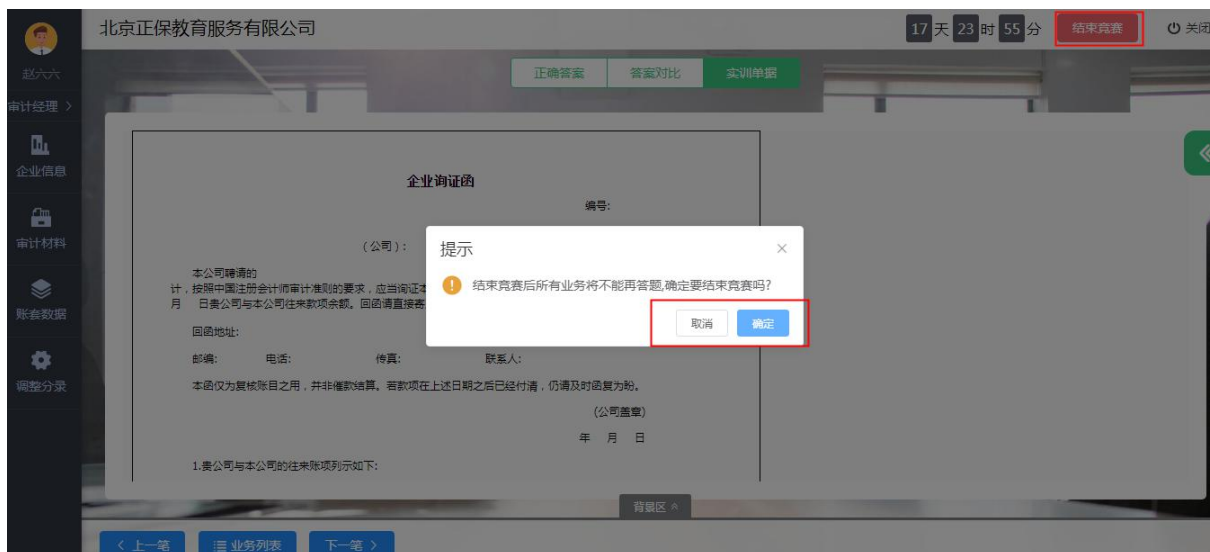 北京正保教育服务有限公司
17 天 23 时 55 分
结束竞赛
关闭
赵六六
审计经理 >
企业信息
审计材料
账套数据
调整分录
正确答案
答案对比
实训单据
企业询证函
编号:
(公司):
本公司聘请的
计,按照中国注册会计师审计准则的要求,应当询证本
月 日贵公司与本公司往来款项余额。回函请直接寄
回函地址:
邮编: 电话: 传真: 联系人:
本函仅为复核账目之用,并非催款结算。若款项在上述日期之后已经付清,仍请及时函复为盼。
(公司盖章)
年 月 日
1.贵公司与本公司的往来账项列示如下:
提示
结束竞赛后所有业务将不能再答题,确定要结束竞赛吗?
取消
确定
背景区
< 上一笔
业务列表
下一笔 >